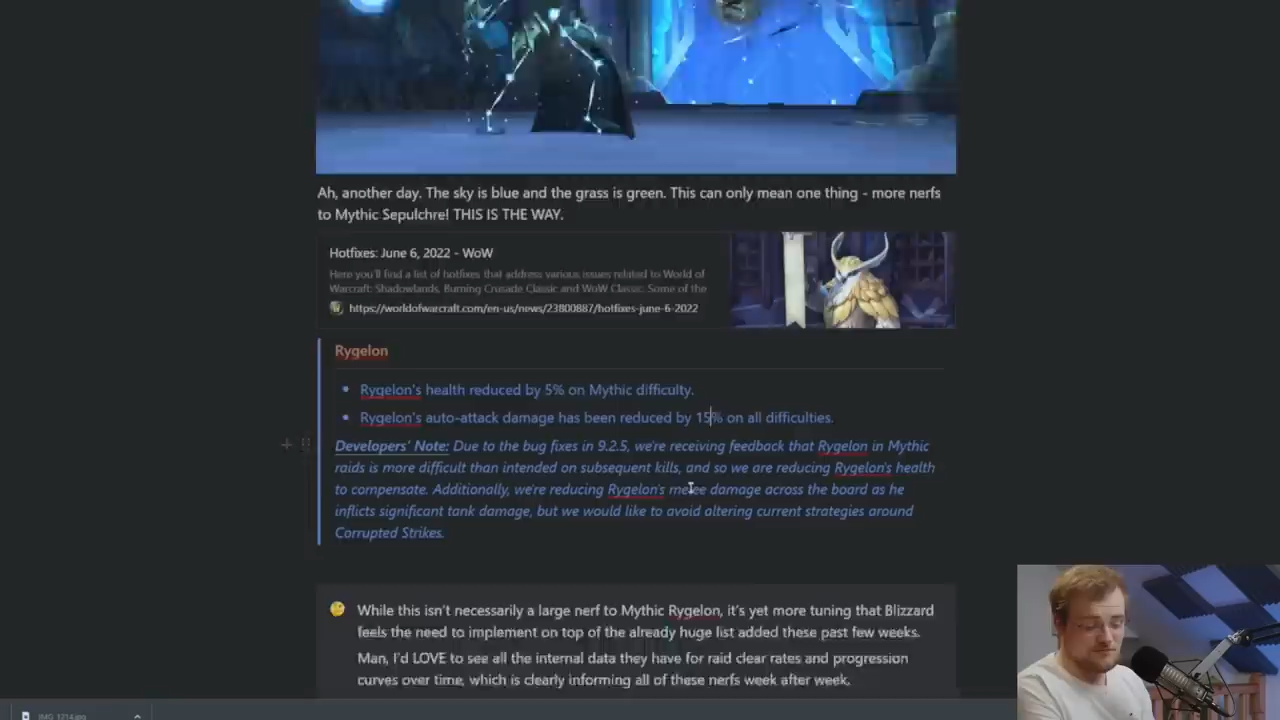 Ah, another day. The sky is blue and the grass is green. This can only mean one thing - more nerfs
to Mythic Sepulchre! THIS IS THE WAY.
Hotfixes: June 6, 2022 - WoW
Here you'll find a list of hotfixes that address various issues related to World of
Warcraft: Shadowlands, Burning Crusade Classic and WoW Classic. Some of the
https://worldofwarcraft.com/en-us/news/23800887/hotfixes-june-6-2022
Rygelon
• Rygelon's health reduced by 5% on Mythic difficulty.
• Rygelon's auto-attack damage has been reduced by 15% on all difficulties.
Developers' Note: Due to the bug fixes in 9.2.5, we're receiving feedback that Rygelon in Mythic
raids is more difficult than intended on subsequent kills, and so we are reducing Rygelon's health
to compensate. Additionally, we're reducing Rygelon's melee damage across the board as he
inflicts significant tank damage, but we would like to avoid altering current strategies around
Corrupted Strikes.
While this isn't necessarily a large nerf to Mythic Rygelon, it's yet more tuning that Blizzard
feels the need to implement on top of the already huge list added these past few weeks.
Man, I'd LOVE to see all the internal data they have for raid clear rates and progression
curves over time, which is clearly informing all of these nerfs week after week.
IMG_1214.jpg